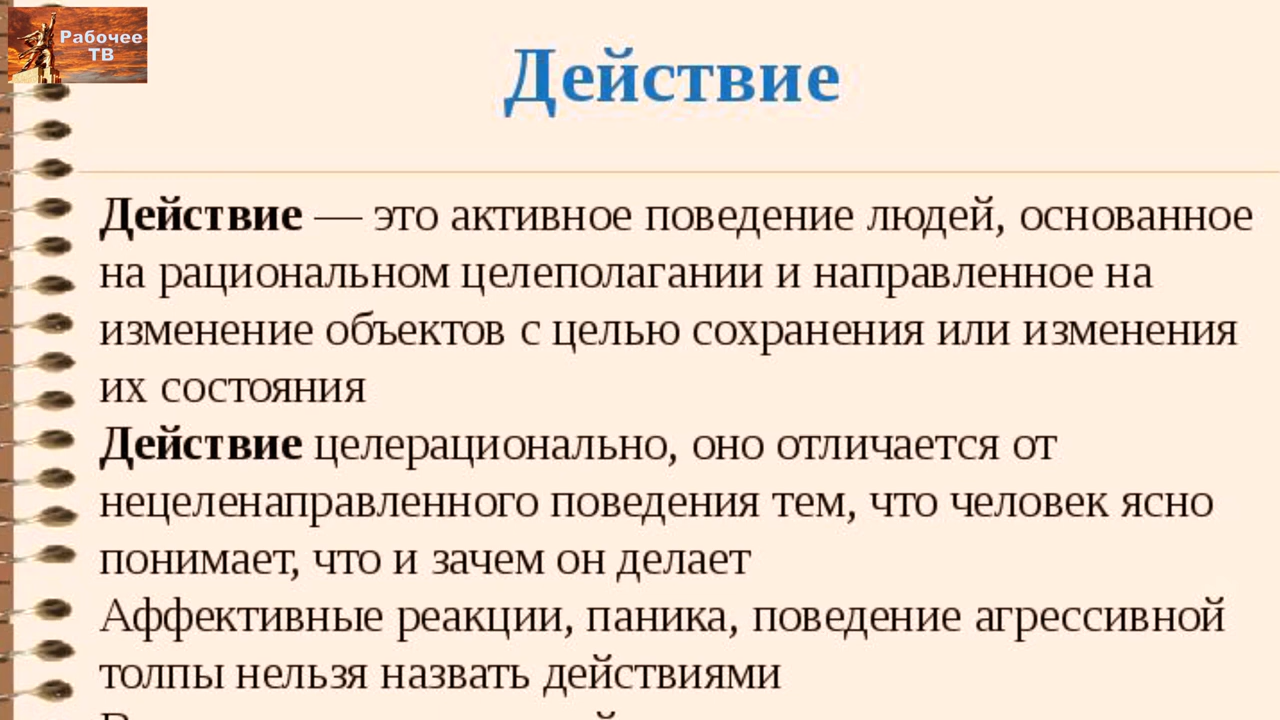 Рабочее
ТВ
Действие
Действие — это активное поведение людей, основанное
на рациональном целеполагании и направленное на
изменение объектов с целью сохранения или изменения
их состояния
Действие целерационально, оно отличается от
нецеленаправленного поведения тем, что человек ясно
понимает, что и зачем он делает
Аффективные реакции, паника, поведение агрессивной
толпы нельзя назвать действиями